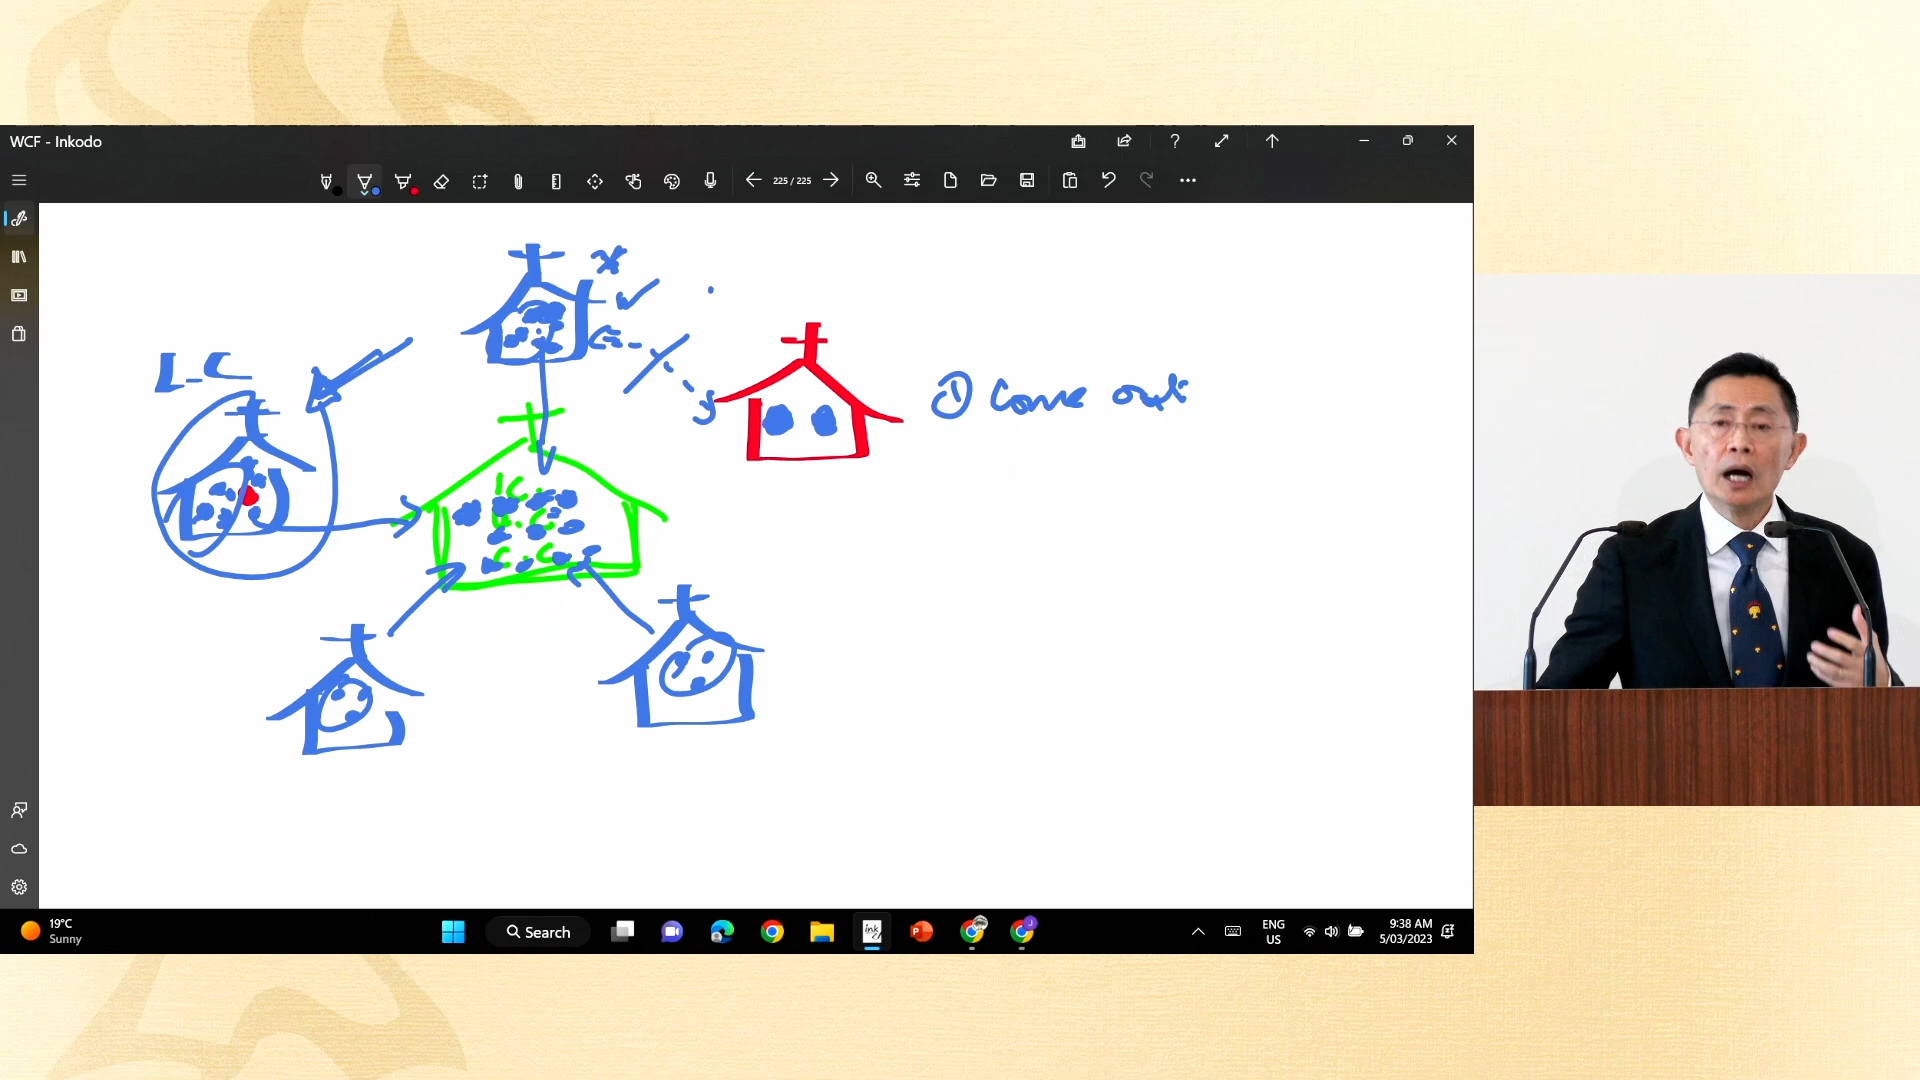 WCF - Inkodo
225 / 225
L.C
① Come out
I.C.
U.C.
C.C.
19°C
Sunny
Search
ENG
US
9:38 AM
5/03/2023